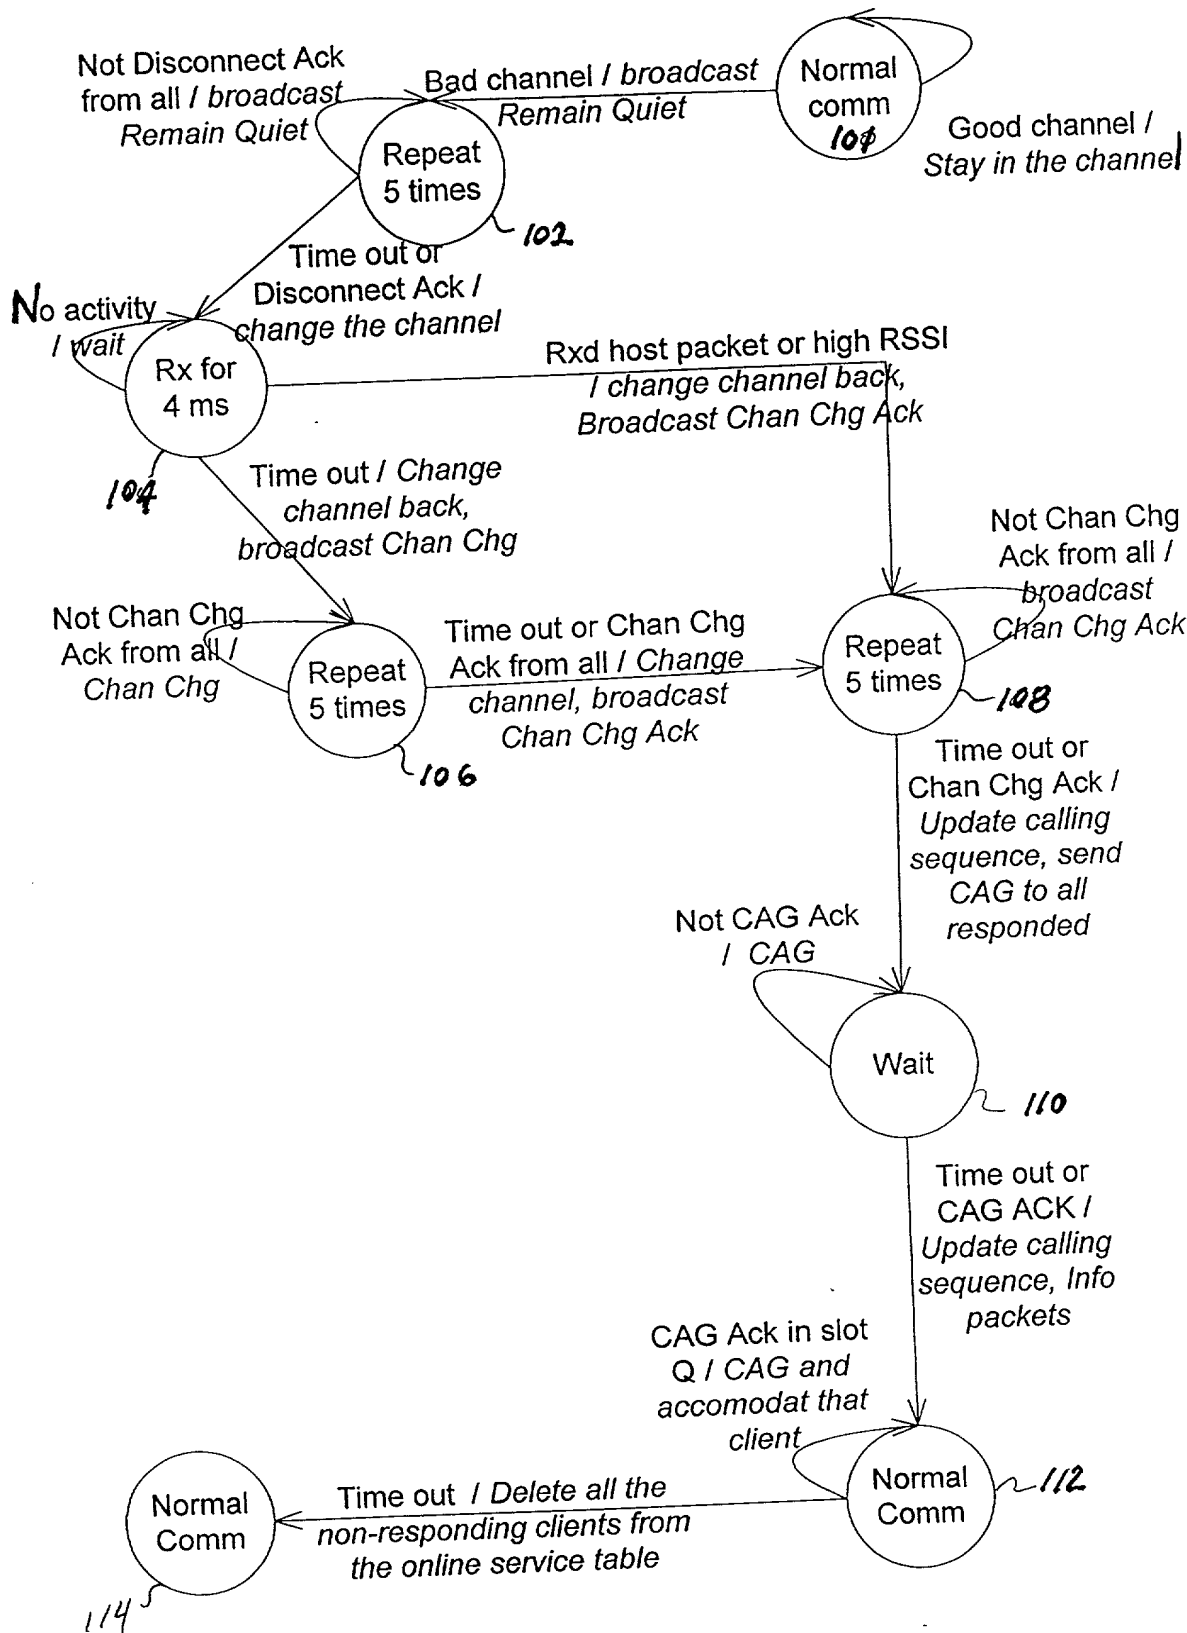 Not Disconnect Ack
from all / broadcast
Remain Quiet
Bad channel / broadcast
Remain Quiet
Normal
comm
Good channel /
Stay in the channel
Repeat
5 times
102
Time out or
Disconnect Ack /
change the channel
No activity
/ wait
Rx for
4 ms
104
Rxd host packet or high RSSI
/ change channel back,
Broadcast Chan Chg Ack
Time out / Change
channel back,
broadcast Chan Chg
Not Chan Chg
Ack from all /
broadcast
Chan Chg Ack
Not Chan Chg
Ack from all /
Chan Chg
Repeat
5 times
106
Time out or Chan Chg
Ack from all / Change
channel, broadcast
Chan Chg Ack
Repeat
5 times
108
Time out or
Chan Chg Ack /
Update calling
sequence, send
CAG to all
responded
Not CAG Ack
/ CAG
Wait
110
Time out or
CAG ACK /
Update calling
sequence, Info
packets
CAG Ack in slot
Q / CAG and
accomodat that
client
Normal
Comm
112
Time out / Delete all the
non-responding clients from
the online service table
Normal
Comm
114